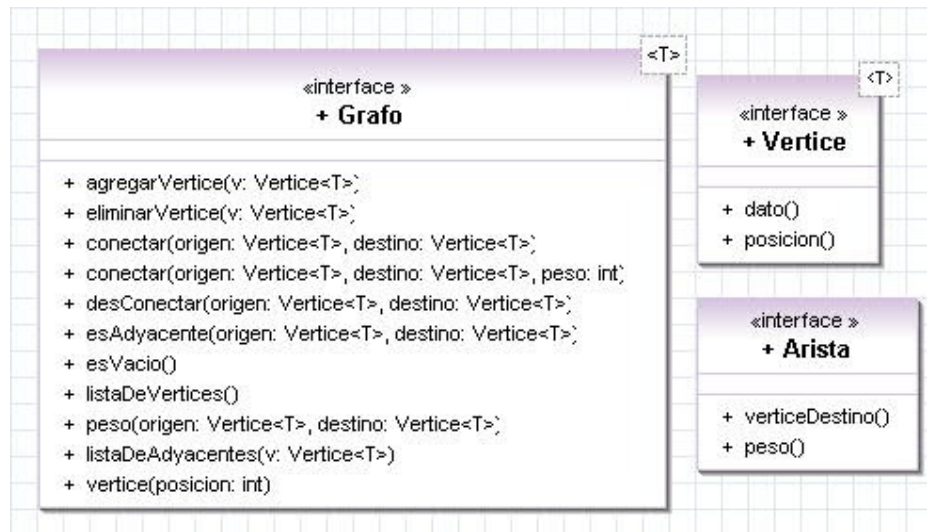 <T>
«interface »
+ Grafo
+ agregarVertice(v: Vertice<T>)
+ eliminarVertice(v: Vertice<T>)
+ conectar(origen: Vertice<T>, destino: Vertice<T>)
+ conectar(origen: Vertice<T>, destino: Vertice<T>, peso: int)
+ desConectar(origen: Vertice<T>, destino: Vertice<T>)
+ esAdyacente(origen: Vertice<T>, destino: Vertice<T>)
+ esVacio()
+ listaDeVertices()
+ peso(origen: Vertice<T>, destino: Vertice<T>)
+ listaDeAdyacentes(v: Vertice<T>)
+ vertice(posicion: int)
<T>
«interface »
+ Vertice
+ dato()
+ posicion()
«interface »
+ Arista
+ verticeDestino()
+ peso()